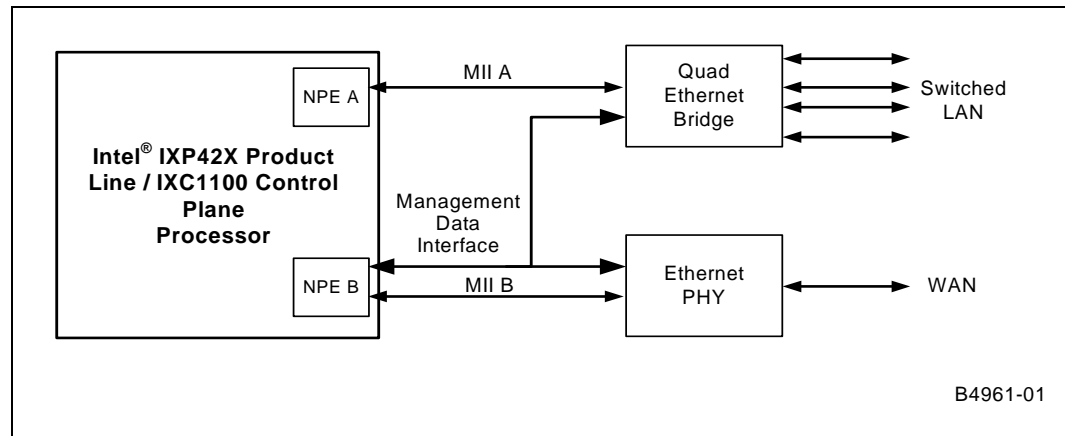 NPE A
MII A
Quad
Ethernet
Bridge
Switched
LAN
Intel® IXP42X Product
Line / IXC1100 Control
Plane
Processor
Management
Data
Interface
NPE B
MII B
Ethernet
PHY
WAN
B4961-01